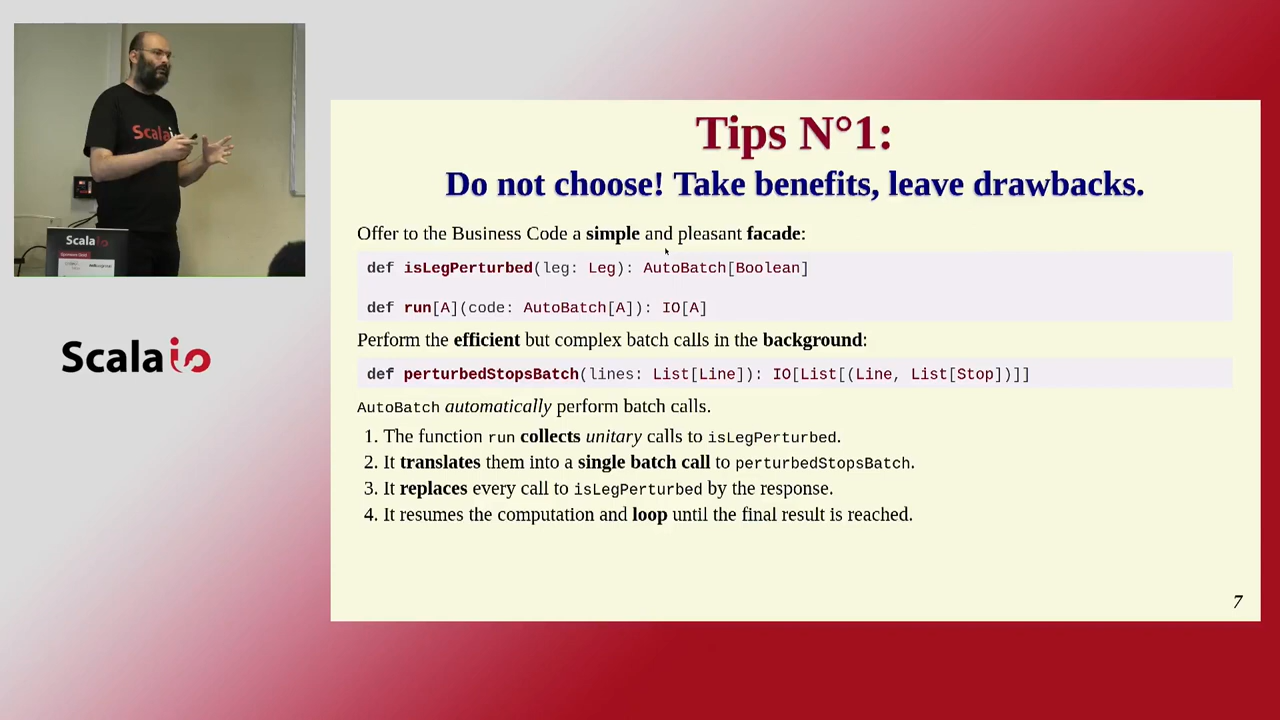 Tips N°1:
Do not choose! Take benefits, leave drawbacks.
Offer to the Business Code a simple and pleasant facade:
def isLegPerturbed(leg: Leg): AutoBatch[Boolean]
def run[A](code: AutoBatch[A]): IO[A]
Perform the efficient but complex batch calls in the background:
def perturbedStopsBatch(lines: List[Line]): IO[List[(Line, List[Stop])]]
AutoBatch automatically perform batch calls.
1. The function run collects unitary calls to isLegPerturbed.
2. It translates them into a single batch call to perturbedStopsBatch.
3. It replaces every call to isLegPerturbed by the response.
4. It resumes the computation and loop until the final result is reached.
7
Scalaio
Scalaio
Scalaio